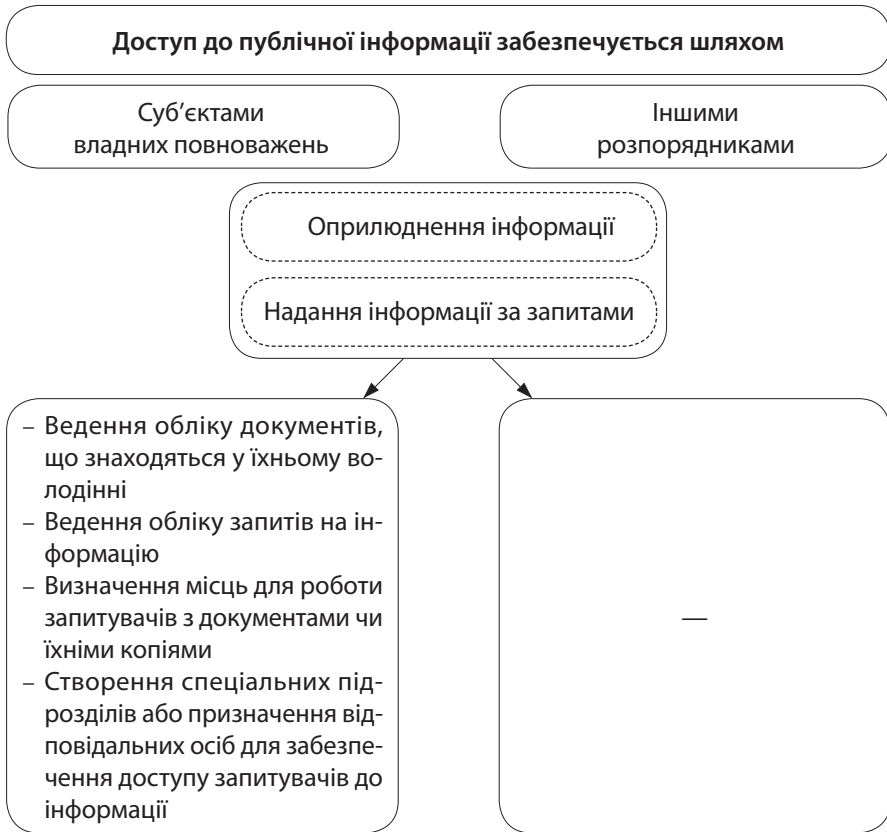 Доступ до публічної інформації забезпечується шляхом
Суб’єктами
владних повноважень
Іншими
розпорядниками
Оприлюднення інформації
Надання інформації за запитами
– Ведення обліку документів,
що знаходяться у їхньому во-
лодінні
– Ведення обліку запитів на ін-
формацію
– Визначення місць для роботи
запитувачів з документами чи
їхніми копіями
– Створення спеціальних під-
розділів або призначення від-
повідальних осіб для забезпе-
чення доступу запитувачів до
інформації
—